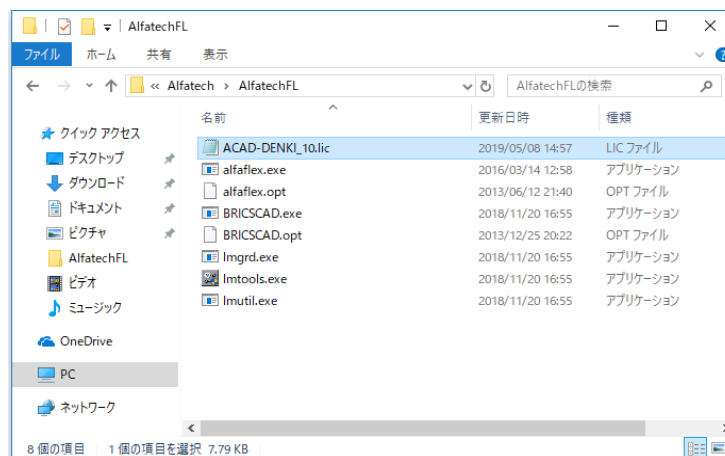 AlfatechFL
ファイル ホーム 共有 表示
« Alfatech › AlfatechFL
AlfatechFLの検索
名前 更新日時 種類
クイック アクセス
デスクトップ
ダウンロード
ドキュメント
ピクチャ
AlfatechFL
ビデオ
ミュージック
OneDrive
PC
ネットワーク
ACAD-DENKI_10.lic 2019/05/08 14:57 LIC ファイル
alfaflex.exe 2016/03/14 12:58 アプリケーション
alfaflex.opt 2013/06/12 21:40 OPT ファイル
BRICSCAD.exe 2018/11/20 16:55 アプリケーション
BRICSCAD.opt 2013/12/25 20:22 OPT ファイル
lmgrd.exe 2018/11/20 16:55 アプリケーション
lmtools.exe 2018/11/20 16:55 アプリケーション
lmutil.exe 2018/11/20 16:55 アプリケーション
8 個の項目 1 個の項目を選択 7.79 KB